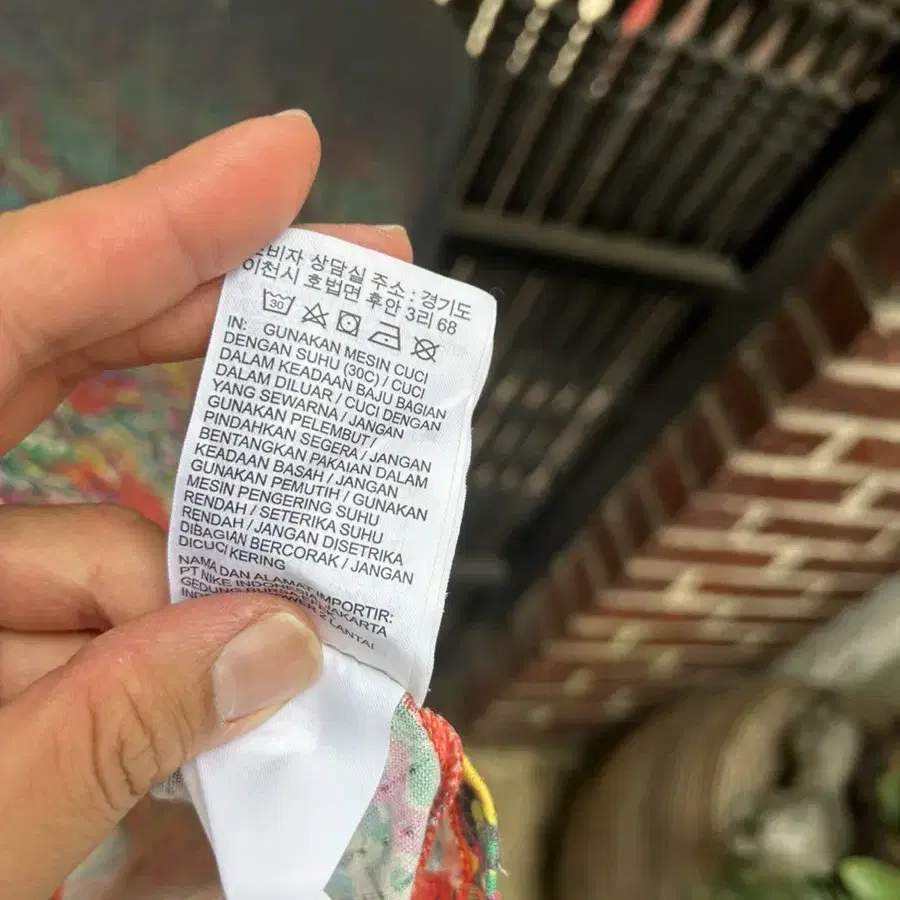 소비자 상담실 주소 : 경기도
이천시 호법면 후안 3리 68
30
IN: GUNAKAN MESIN CUCI
DENGAN SUHU (30C) / CUCI
DALAM KEADAAN BAJU BAGIAN
DALAM DILUAR / CUCI DENGAN
YANG SEWARNA / JANGAN
GUNAKAN PELEMBUT /
PINDAHKAN SEGERA / JANGAN
BENTANGKAN PAKAIAN DALAM
KEADAAN BASAH / JANGAN
GUNAKAN PEMUTIH / GUNAKAN
MESIN PENGERING SUHU
RENDAH / SETERIKA SUHU
RENDAH / JANGAN DISETRIKA
DIBAGIAN BERCORAK / JANGAN
DICUCI KERING
NAMA DAN ALAMAT IMPORTIR:
PT NIKE INDONESIA JAKARTA
GEDUNG LANTAI